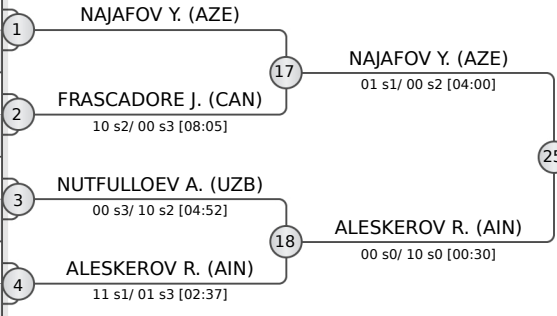 NAJAFOV Y. (AZE)
1
17
NAJAFOV Y. (AZE)
01 s1/ 00 s2 [04:00]
2
FRASCADORE J. (CAN)
10 s2/ 00 s3 [08:05]
25
3
NUTFULLOEV A. (UZB)
00 s3/ 10 s2 [04:52]
18
ALESKEROV R. (AIN)
00 s0/ 10 s0 [00:30]
4
ALESKEROV R. (AIN)
11 s1/ 01 s3 [02:37]